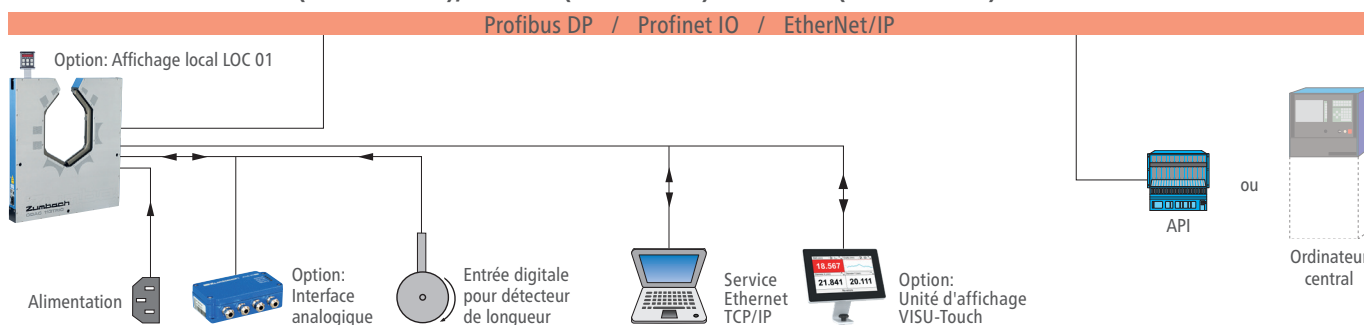 Profibus DP / Profinet IO / EtherNet/IP
Option: Affichage local LOC 01
zumbach
ou
API
Ordinateur
central
Alimentation
Option:
Interface
analogique
Entrée digitale
pour détecteur
de longueur
Service
Ethernet
TCP/IP
18.567
21.841 20.111
Option:
Unité d'affichage
VISU-Touch